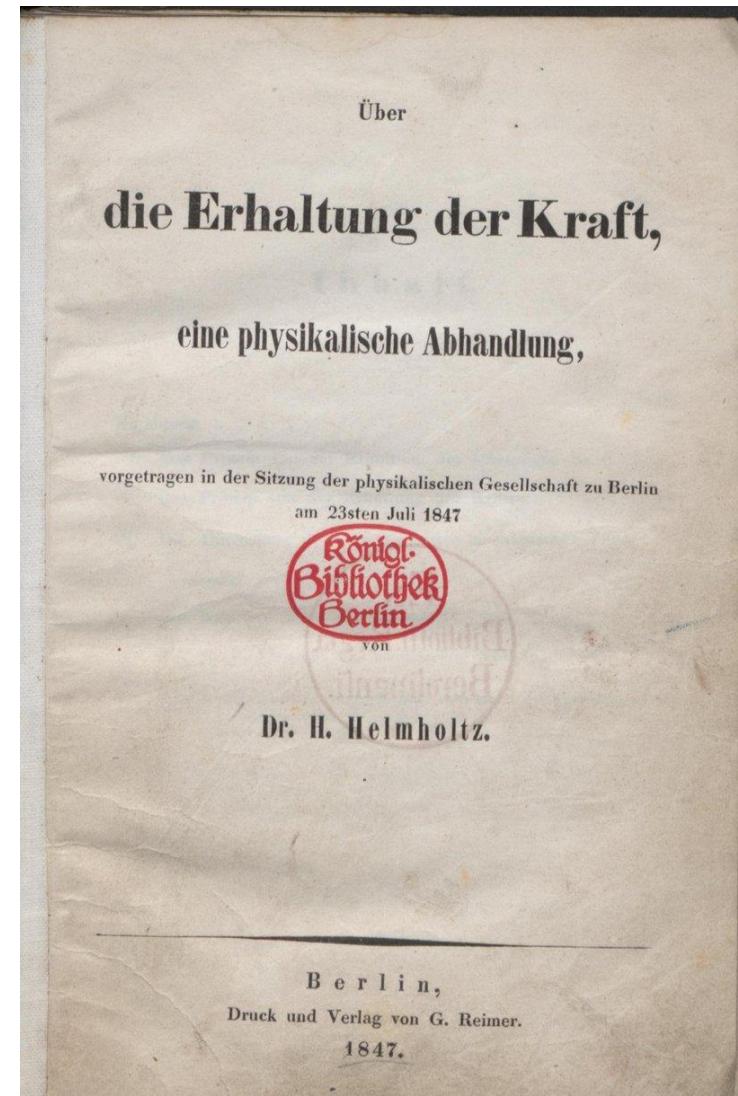 Über
die Erhaltung der Kraft,
eine physikalische Abhandlung,
vorgetragen in der Sitzung der physikalischen Gesellschaft zu Berlin
am 23sten Juli 1847
Königl.
Bibliothek
Berlin
von
Dr. H. Helmholtz.
Berlin,
Druck und Verlag von G. Reimer.
1847.